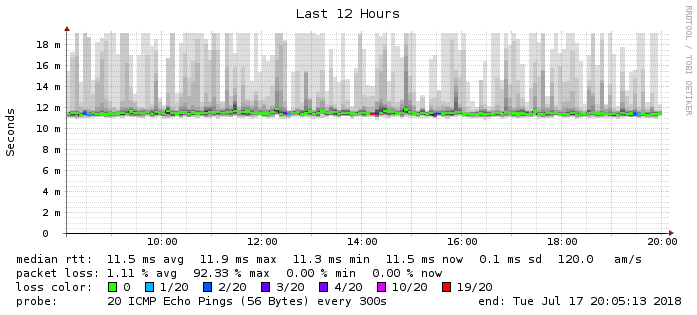 Last 12 Hours
RRDTOOL / TOBI OETIKER
Seconds
18 m
16 m
14 m
12 m
10 m
8 m
6 m
4 m
2 m
0
10:00 12:00 14:00 16:00 18:00 20:00
median rtt: 11.5 ms avg 11.9 ms max 11.3 ms min 11.5 ms now 0.1 ms sd 120.0 am/s
packet loss: 1.11 % avg 92.33 % max 0.00 % min 0.00 % now
loss color: 0 1/20 2/20 3/20 4/20 10/20 19/20
probe: 20 ICMP Echo Pings (56 Bytes) every 300s end: Tue Jul 17 20:05:13 2018